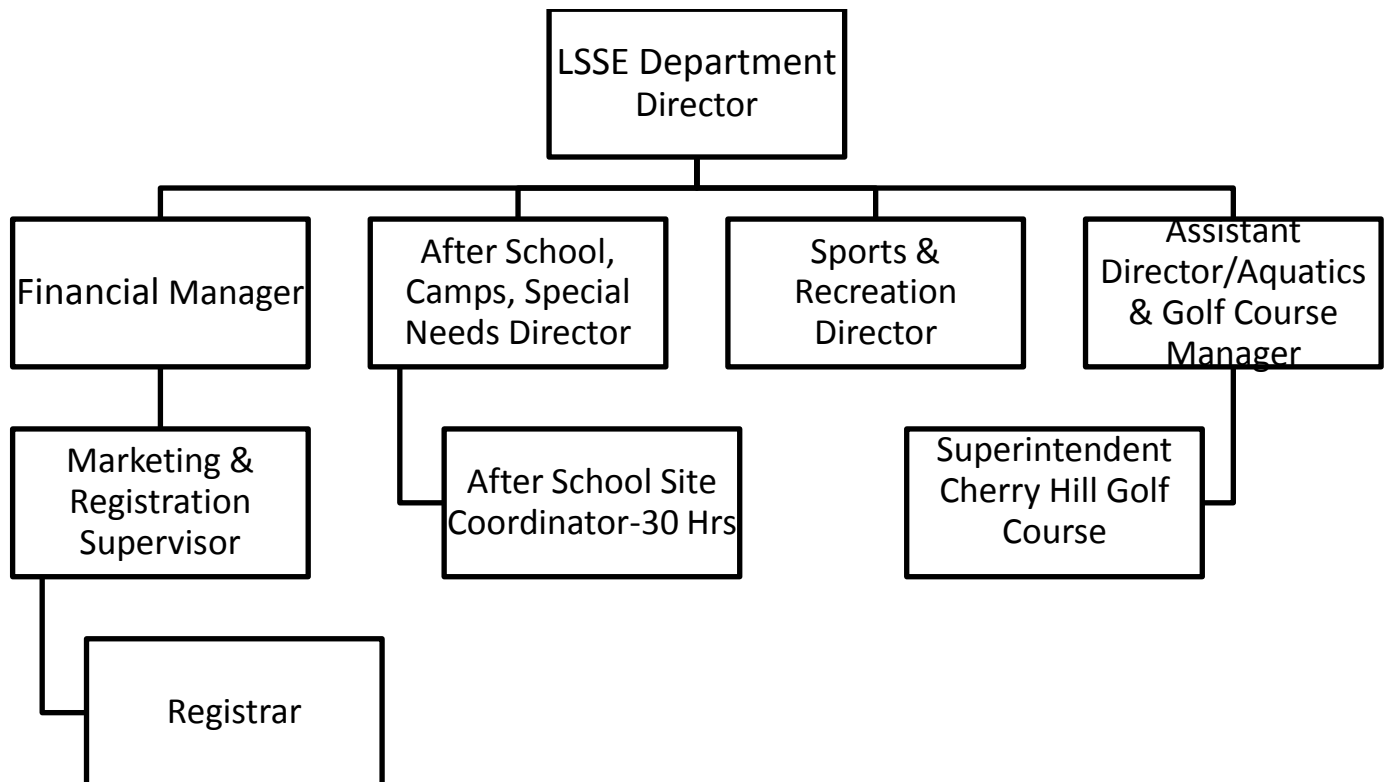 LSSE Department
Director
Financial Manager
After School,
Camps, Special
Needs Director
Sports &
Recreation
Director
Assistant
Director/Aquatics
& Golf Course
Manager
Marketing &
Registration
Supervisor
After School Site
Coordinator-30 Hrs
Superintendent
Cherry Hill Golf
Course
Registrar